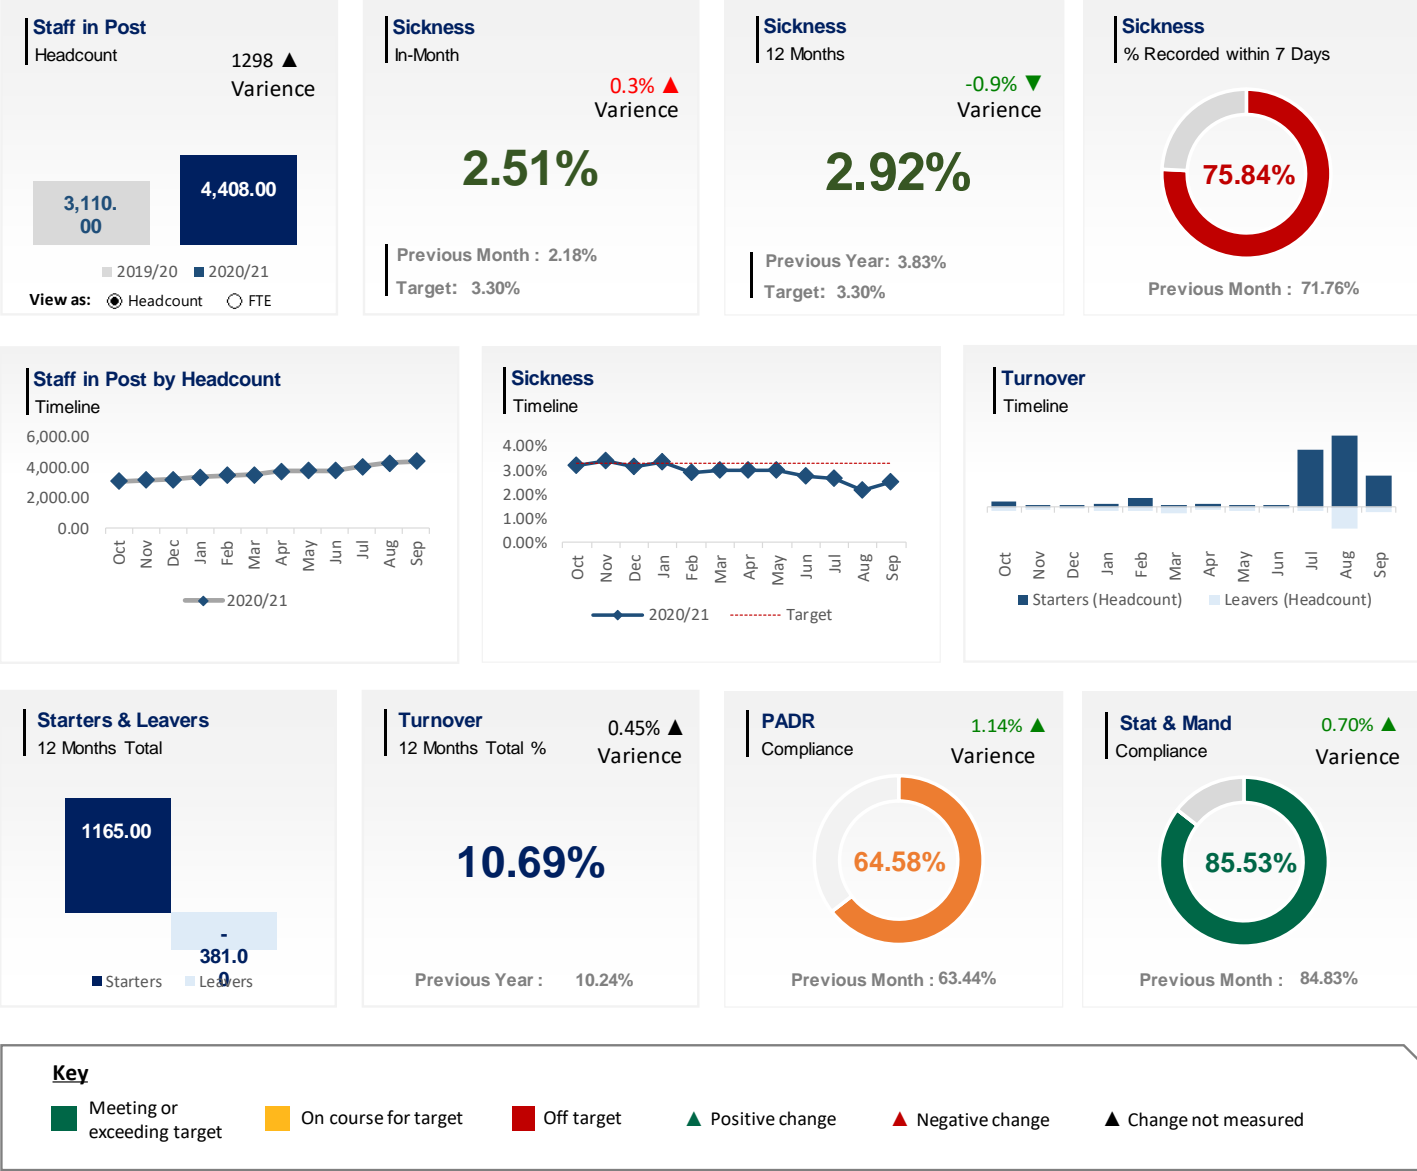 Staff in Post
Headcount
1298 ▲
Varience
3,110.
00
4,408.00
2019/20 2020/21
View as: Headcount FTE
Sickness
In-Month
0.3% ▲
Varience
2.51%
Previous Month : 2.18%
Target: 3.30%
Sickness
12 Months
-0.9% ▼
Varience
2.92%
Previous Year: 3.83%
Target: 3.30%
Sickness
% Recorded within 7 Days
75.84%
Previous Month : 71.76%
Staff in Post by Headcount
Timeline
6,000.00
4,000.00
2,000.00
0.00
Oct Nov Dec Jan Feb Mar Apr May Jun Jul Aug Sep
2020/21
Sickness
Timeline
4.00%
3.00%
2.00%
1.00%
0.00%
Oct Nov Dec Jan Feb Mar Apr May Jun Jul Aug Sep
2020/21 Target
Turnover
Timeline
Oct Nov Dec Jan Feb Mar Apr May Jun Jul Aug Sep
Starters (Headcount) Leavers (Headcount)
Starters & Leavers
12 Months Total
1165.00
-
381.0
0
Starters Leavers
Turnover
12 Months Total %
0.45% ▲
Varience
10.69%
Previous Year : 10.24%
PADR
Compliance
1.14% ▲
Varience
64.58%
Previous Month : 63.44%
Stat & Mand
Compliance
0.70% ▲
Varience
85.53%
Previous Month : 84.83%
Key
Meeting or
exceeding target
On course for target
Off target
▲ Positive change
▲ Negative change
▲ Change not measured